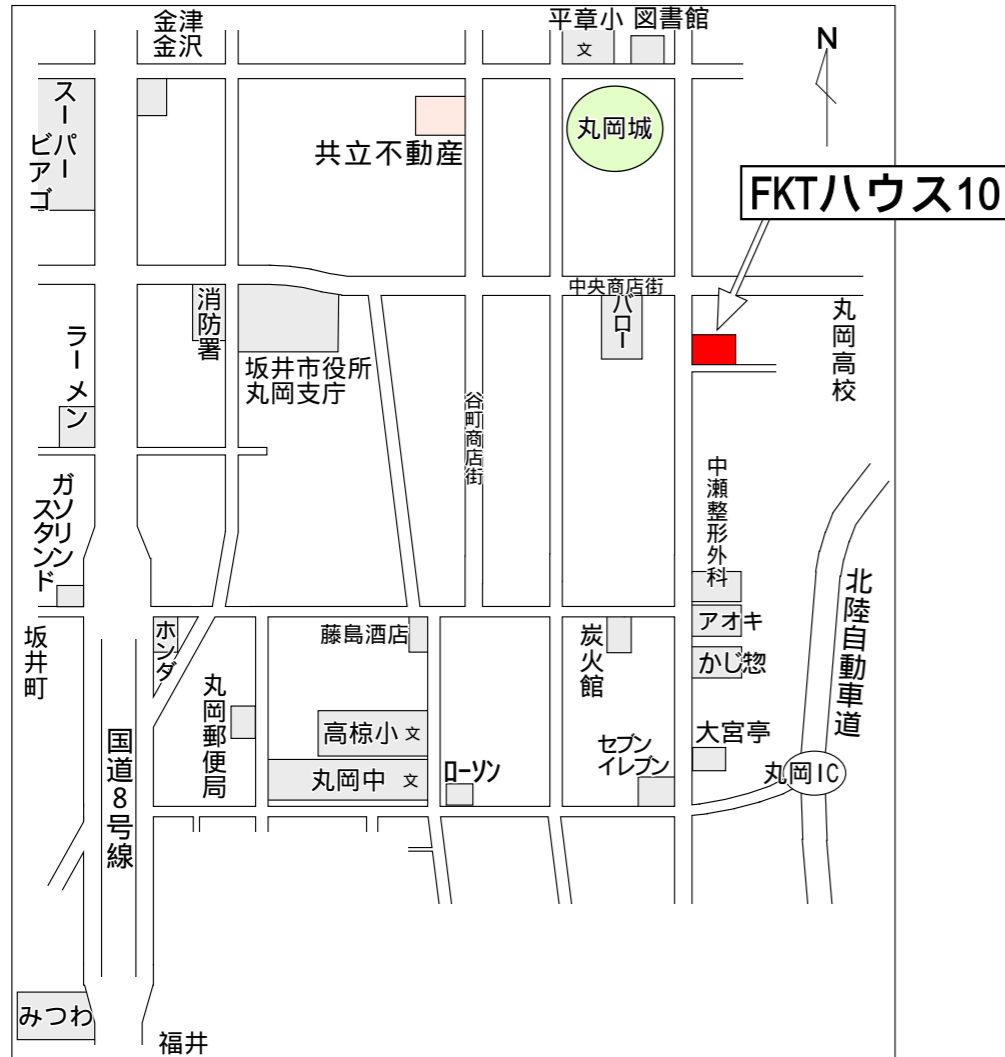 金津
金沢
平章小
図書館
文
N
スーパー
ビアゴ
共立不動産
丸岡城
FKTハウス10
中央商店街
バロー
消防署
坂井市役所
丸岡支庁
丸岡高校
ラーメン
谷町商店街
ガソリン
スタンド
中瀬整形外科
北陸自動車道
坂井町
ホンダ
藤島酒店
炭火館
アオキ
かじ惣
丸岡郵便局
高椋小 文
丸岡中 文
ローソン
セブン
イレブン
大宮亭
丸岡IC
国道8号線
みつわ
福井